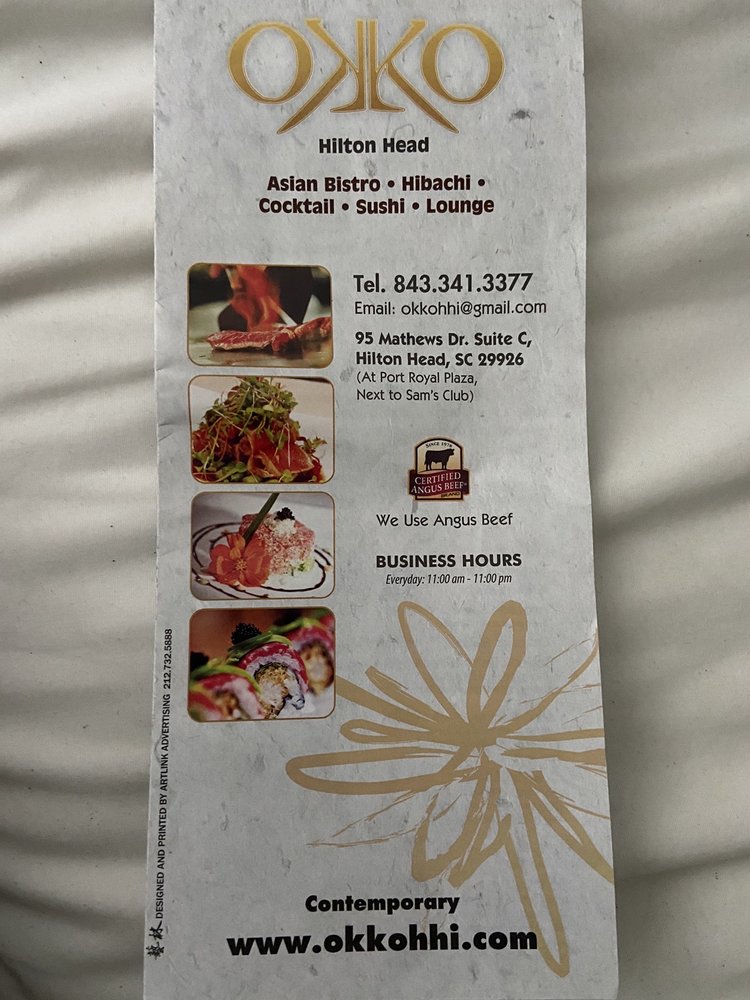 OKKO
Hilton Head
Asian Bistro • Hibachi •
Cocktail • Sushi • Lounge
Tel. 843.341.3377
Email: okkohhi@gmail.com
95 Mathews Dr. Suite C,
Hilton Head, SC 29926
(At Port Royal Plaza,
Next to Sam's Club)
SINCE 1978
CERTIFIED
ANGUS BEEF®
BRAND
We Use Angus Beef
BUSINESS HOURS
Everyday: 11:00 am - 11:00 pm
藝林 DESIGNED AND PRINTED BY ARTLINK ADVERTISING 212.732.5888
Contemporary
www.okkohhi.com